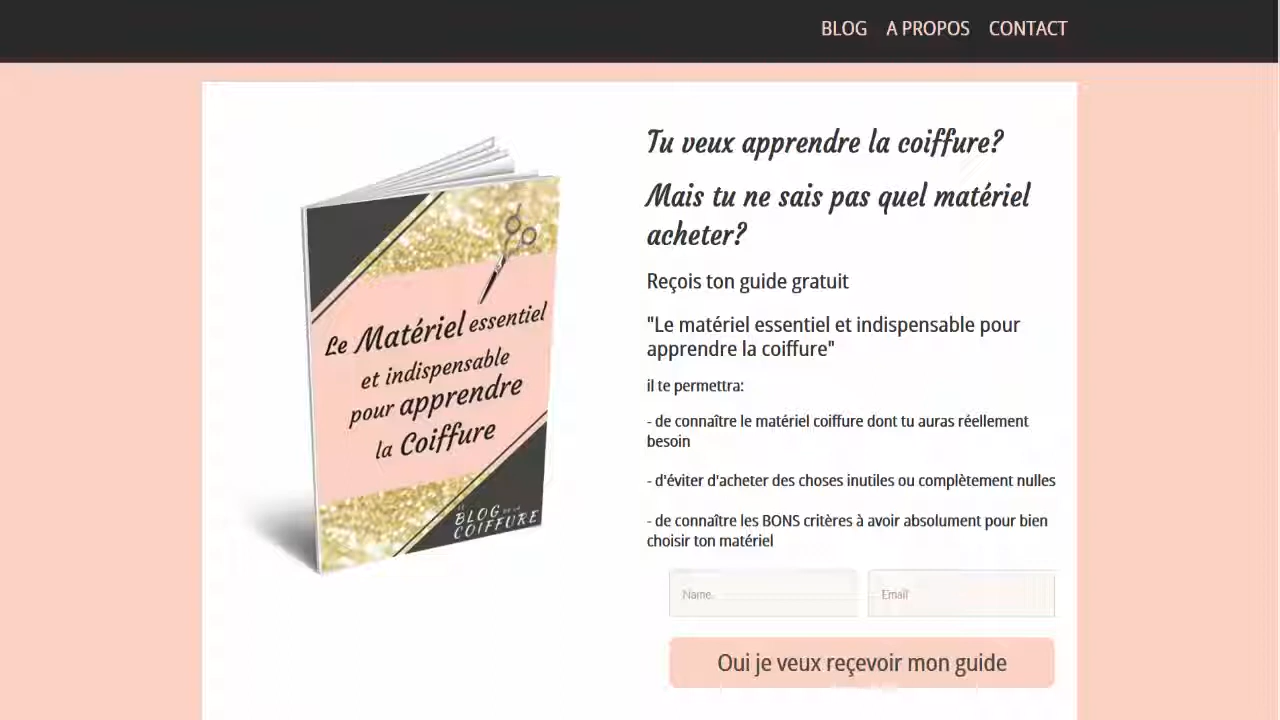 BLOG A PROPOS CONTACT
Le Matériel essentiel
et indispensable
pour apprendre
la Coiffure
LE
BLOG DE LA
COIFFURE
Tu veux apprendre la coiffure?
Mais tu ne sais pas quel matériel
acheter?
Reçois ton guide gratuit
"Le matériel essentiel et indispensable pour
apprendre la coiffure"
il te permettra:
- de connaître le matériel coiffure dont tu auras réellement
besoin
- d'éviter d'acheter des choses inutiles ou complètement nulles
- de connaître les BONS critères à avoir absolument pour bien
choisir ton matériel
Name. Email
Oui je veux reçevoir mon guide